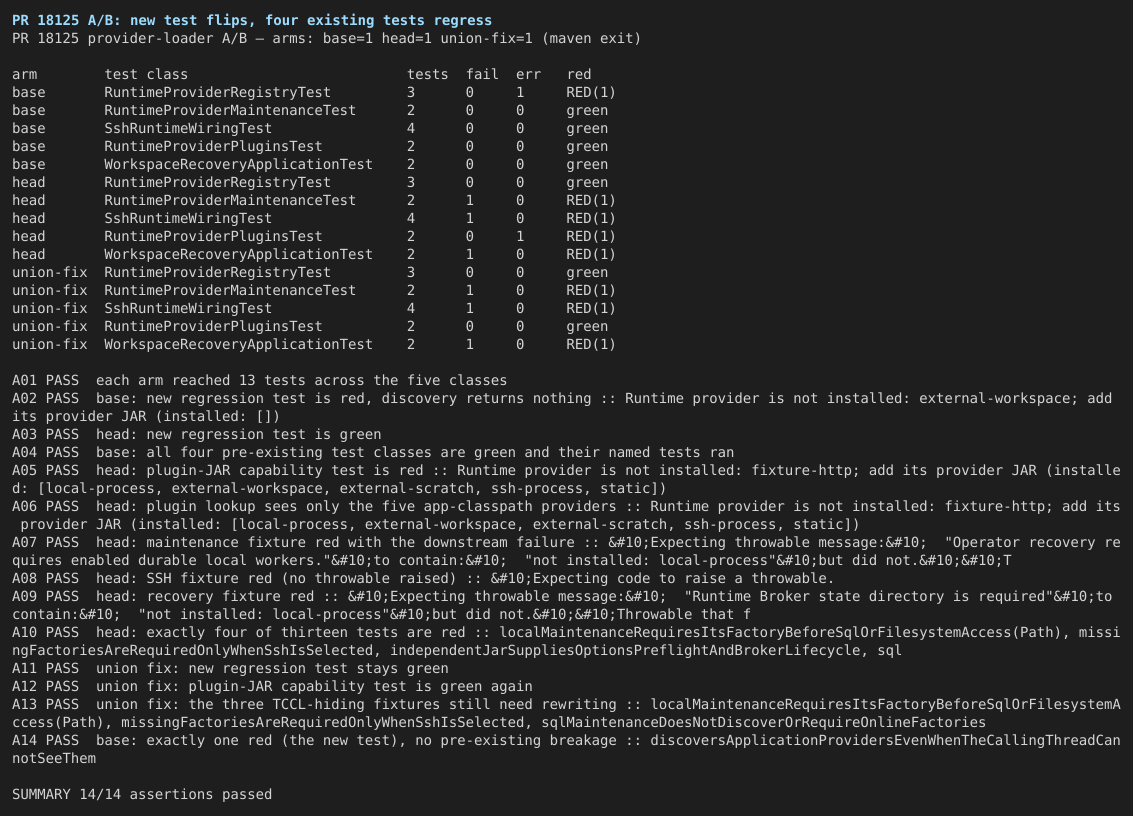 PR 18125 A/B: new test flips, four existing tests regress
PR 18125 provider-loader A/B — arms: base=1 head=1 union-fix=1 (maven exit)
arm test class tests fail err red
base RuntimeProviderRegistryTest 3 0 1 RED(1)
base RuntimeProviderMaintenanceTest 2 0 0 green
base SshRuntimeWiringTest 4 0 0 green
base RuntimeProviderPluginsTest 2 0 0 green
base WorkspaceRecoveryApplicationTest 2 0 0 green
head RuntimeProviderRegistryTest 3 0 0 green
head RuntimeProviderMaintenanceTest 2 1 0 RED(1)
head SshRuntimeWiringTest 4 1 0 RED(1)
head RuntimeProviderPluginsTest 2 0 1 RED(1)
head WorkspaceRecoveryApplicationTest 2 1 0 RED(1)
union-fix RuntimeProviderRegistryTest 3 0 0 green
union-fix RuntimeProviderMaintenanceTest 2 1 0 RED(1)
union-fix SshRuntimeWiringTest 4 1 0 RED(1)
union-fix RuntimeProviderPluginsTest 2 0 0 green
union-fix WorkspaceRecoveryApplicationTest 2 1 0 RED(1)
A01 PASS each arm reached 13 tests across the five classes
A02 PASS base: new regression test is red, discovery returns nothing :: Runtime provider is not installed: external-workspace; add
its provider JAR (installed: [])
A03 PASS head: new regression test is green
A04 PASS base: all four pre-existing test classes are green and their named tests ran
A05 PASS head: plugin-JAR capability test is red :: Runtime provider is not installed: fixture-http; add its provider JAR (installe
d: [local-process, external-workspace, external-scratch, ssh-process, static])
A06 PASS head: plugin lookup sees only the five app-classpath providers :: Runtime provider is not installed: fixture-http; add its
provider JAR (installed: [local-process, external-workspace, external-scratch, ssh-process, static])
A07 PASS head: maintenance fixture red with the downstream failure :: &#10;Expecting throwable message:&#10; "Operator recovery re
quires enabled durable local workers."&#10;to contain:&#10; "not installed: local-process"&#10;but did not.&#10;&#10;T
A08 PASS head: SSH fixture red (no throwable raised) :: &#10;Expecting code to raise a throwable.
A09 PASS head: recovery fixture red :: &#10;Expecting throwable message:&#10; "Runtime Broker state directory is required"&#10;to
contain:&#10; "not installed: local-process"&#10;but did not.&#10;&#10;Throwable that f
A10 PASS head: exactly four of thirteen tests are red :: localMaintenanceRequiresItsFactoryBeforeSqlOrFilesystemAccess(Path), missi
ngFactoriesAreRequiredOnlyWhenSshIsSelected, independentJarSuppliesOptionsPreflightAndBrokerLifecycle, sql
A11 PASS union fix: new regression test stays green
A12 PASS union fix: plugin-JAR capability test is green again
A13 PASS union fix: the three TCCL-hiding fixtures still need rewriting :: localMaintenanceRequiresItsFactoryBeforeSqlOrFilesystemA
ccess(Path), missingFactoriesAreRequiredOnlyWhenSshIsSelected, sqlMaintenanceDoesNotDiscoverOrRequireOnlineFactories
A14 PASS base: exactly one red (the new test), no pre-existing breakage :: discoversApplicationProvidersEvenWhenTheCallingThreadCan
notSeeThem
SUMMARY 14/14 assertions passed